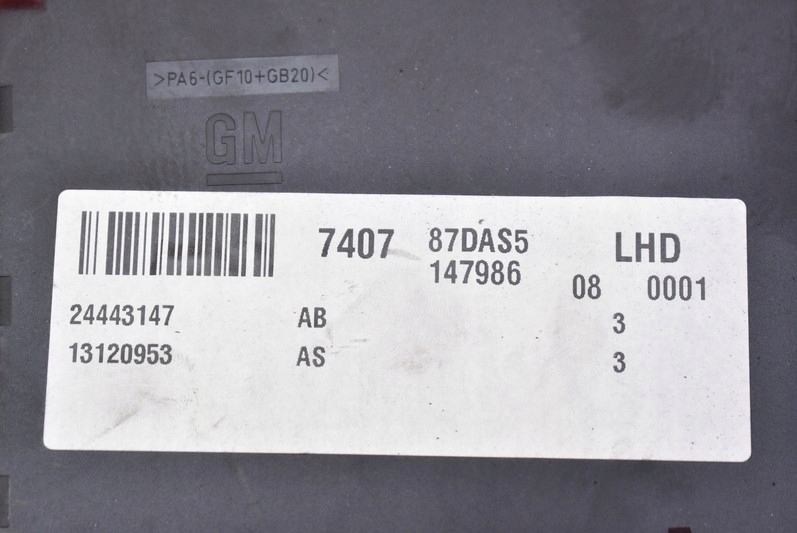 >PA6-(GF10+GB20)<
GM
7407 87DAS5 LHD
147986 08 0001
24443147 AB 3
13120953 AS 3